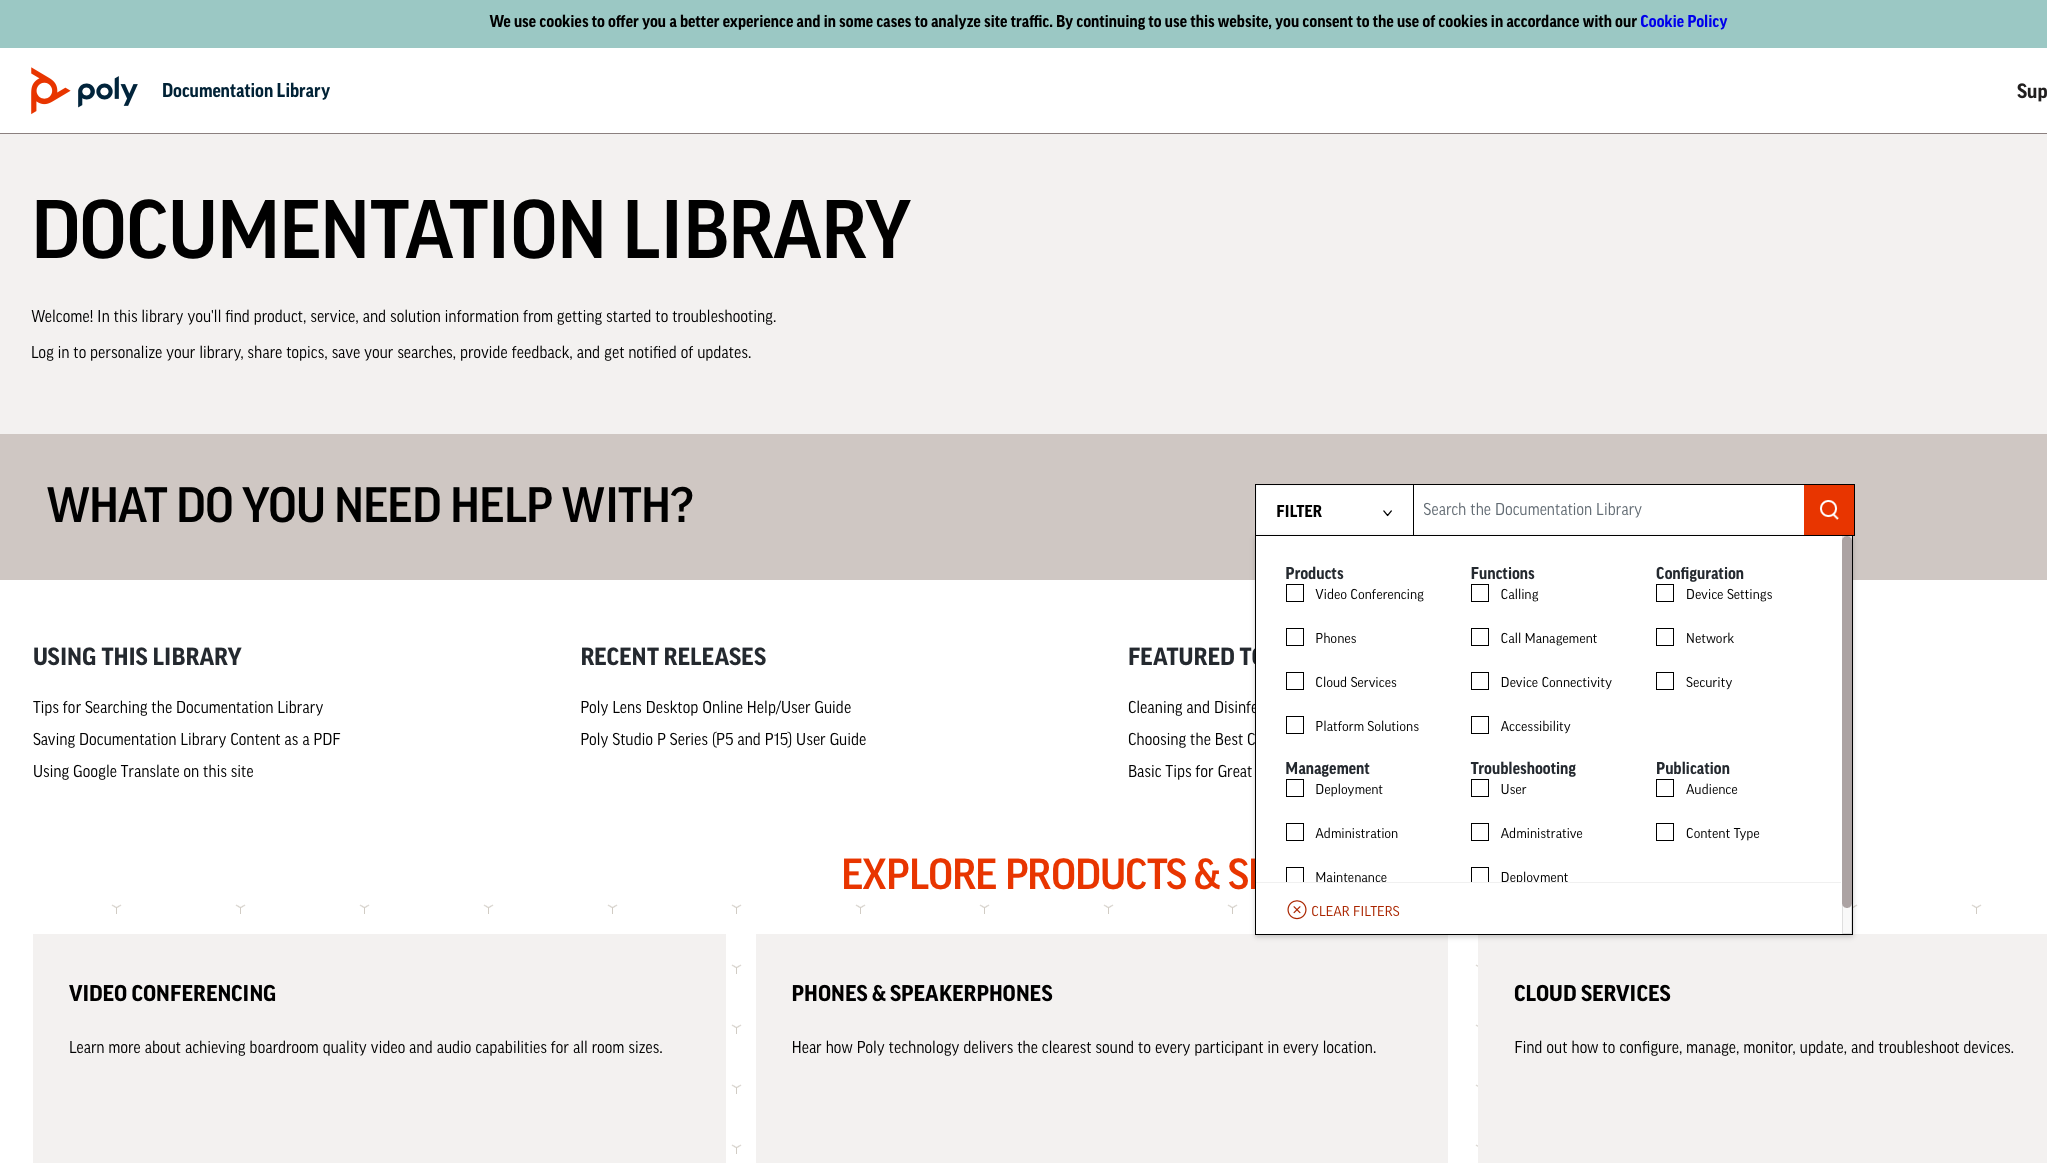 We use cookies to offer you a better experience and in some cases to analyze site traffic. By continuing to use this website, you consent to the use of cookies in accordance with our Cookie Policy
poly
Documentation Library
Sup
DOCUMENTATION LIBRARY
Welcome! In this library you'll find product, service, and solution information from getting started to troubleshooting.
Log in to personalize your library, share topics, save your searches, provide feedback, and get notified of updates.
WHAT DO YOU NEED HELP WITH?
FILTER
Search the Documentation Library
Products
Video Conferencing
Phones
Cloud Services
Platform Solutions
Functions
Calling
Call Management
Device Connectivity
Accessibility
Configuration
Device Settings
Network
Security
Management
Deployment
Administration
Maintenance
Troubleshooting
User
Administrative
Deployment
Publication
Audience
Content Type
CLEAR FILTERS
USING THIS LIBRARY
Tips for Searching the Documentation Library
Saving Documentation Library Content as a PDF
Using Google Translate on this site
RECENT RELEASES
Poly Lens Desktop Online Help/User Guide
Poly Studio P Series (P5 and P15) User Guide
FEATURED TO
Cleaning and Disinfe
Choosing the Best C
Basic Tips for Great
EXPLORE PRODUCTS & SE
VIDEO CONFERENCING
Learn more about achieving boardroom quality video and audio capabilities for all room sizes.
PHONES & SPEAKERPHONES
Hear how Poly technology delivers the clearest sound to every participant in every location.
CLOUD SERVICES
Find out how to configure, manage, monitor, update, and troubleshoot devices.